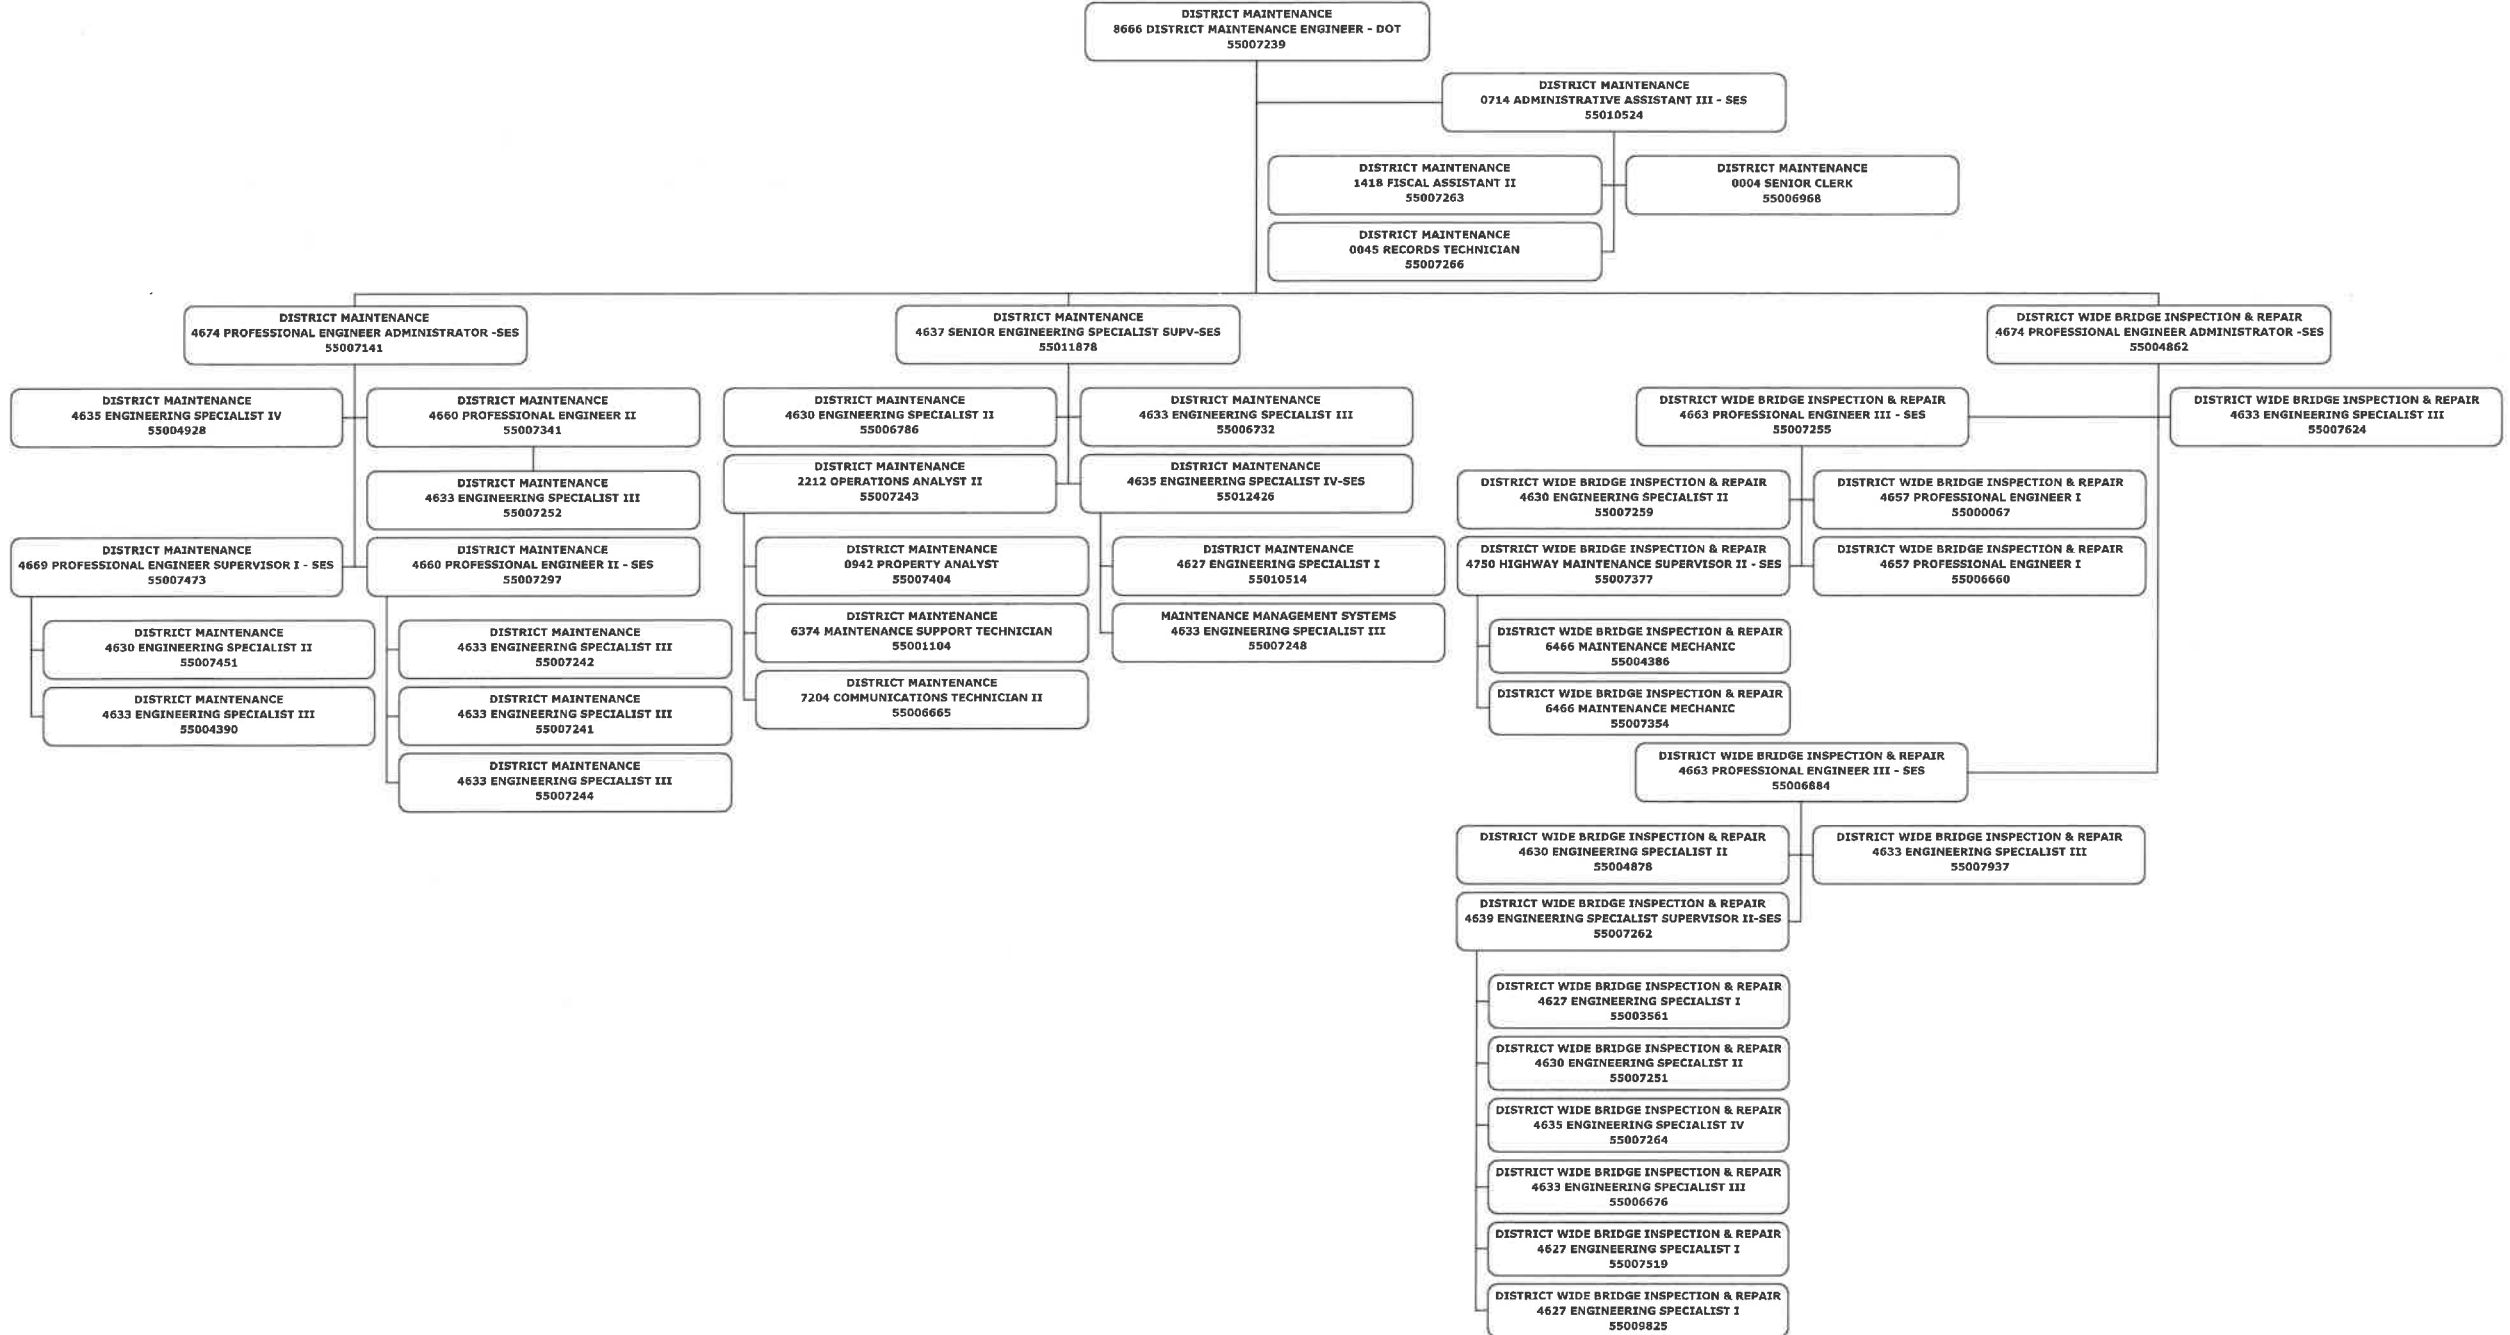 DISTRICT MAINTENANCE
8666 DISTRICT MAINTENANCE ENGINEER - DOT
55007239
DISTRICT MAINTENANCE
0714 ADMINISTRATIVE ASSISTANT III - SES
55010524
DISTRICT MAINTENANCE
1418 FISCAL ASSISTANT II
55007263
DISTRICT MAINTENANCE
0004 SENIOR CLERK
55006968
DISTRICT MAINTENANCE
0045 RECORDS TECHNICIAN
55007266
DISTRICT MAINTENANCE
4674 PROFESSIONAL ENGINEER ADMINISTRATOR -SES
55007141
DISTRICT MAINTENANCE
4635 ENGINEERING SPECIALIST IV
55004928
DISTRICT MAINTENANCE
4660 PROFESSIONAL ENGINEER II
55007341
DISTRICT MAINTENANCE
4633 ENGINEERING SPECIALIST III
55007252
DISTRICT MAINTENANCE
4669 PROFESSIONAL ENGINEER SUPERVISOR I - SES
55007473
DISTRICT MAINTENANCE
4630 ENGINEERING SPECIALIST II
55007451
DISTRICT MAINTENANCE
4633 ENGINEERING SPECIALIST III
55004390
DISTRICT MAINTENANCE
4660 PROFESSIONAL ENGINEER II - SES
55007297
DISTRICT MAINTENANCE
4633 ENGINEERING SPECIALIST III
55007242
DISTRICT MAINTENANCE
4633 ENGINEERING SPECIALIST III
55007241
DISTRICT MAINTENANCE
4633 ENGINEERING SPECIALIST III
55007244
DISTRICT MAINTENANCE
4637 SENIOR ENGINEERING SPECIALIST SUPV-SES
55011878
DISTRICT MAINTENANCE
4630 ENGINEERING SPECIALIST II
55006786
DISTRICT MAINTENANCE
4633 ENGINEERING SPECIALIST III
55006732
DISTRICT MAINTENANCE
2212 OPERATIONS ANALYST II
55007243
DISTRICT MAINTENANCE
0942 PROPERTY ANALYST
55007404
DISTRICT MAINTENANCE
6374 MAINTENANCE SUPPORT TECHNICIAN
55001104
DISTRICT MAINTENANCE
7204 COMMUNICATIONS TECHNICIAN II
55006665
DISTRICT MAINTENANCE
4635 ENGINEERING SPECIALIST IV-SES
55012426
DISTRICT MAINTENANCE
4627 ENGINEERING SPECIALIST I
55010514
MAINTENANCE MANAGEMENT SYSTEMS
4633 ENGINEERING SPECIALIST III
55007248
DISTRICT WIDE BRIDGE INSPECTION & REPAIR
4674 PROFESSIONAL ENGINEER ADMINISTRATOR -SES
55004862
DISTRICT WIDE BRIDGE INSPECTION & REPAIR
4663 PROFESSIONAL ENGINEER III - SES
55007255
DISTRICT WIDE BRIDGE INSPECTION & REPAIR
4633 ENGINEERING SPECIALIST III
55007624
DISTRICT WIDE BRIDGE INSPECTION & REPAIR
4630 ENGINEERING SPECIALIST II
55007259
DISTRICT WIDE BRIDGE INSPECTION & REPAIR
4657 PROFESSIONAL ENGINEER I
55000067
DISTRICT WIDE BRIDGE INSPECTION & REPAIR
4750 HIGHWAY MAINTENANCE SUPERVISOR II - SES
55007377
DISTRICT WIDE BRIDGE INSPECTION & REPAIR
4657 PROFESSIONAL ENGINEER I
55006660
DISTRICT WIDE BRIDGE INSPECTION & REPAIR
6466 MAINTENANCE MECHANIC
55004386
DISTRICT WIDE BRIDGE INSPECTION & REPAIR
6466 MAINTENANCE MECHANIC
55007354
DISTRICT WIDE BRIDGE INSPECTION & REPAIR
4663 PROFESSIONAL ENGINEER III - SES
55006884
DISTRICT WIDE BRIDGE INSPECTION & REPAIR
4630 ENGINEERING SPECIALIST II
55004878
DISTRICT WIDE BRIDGE INSPECTION & REPAIR
4633 ENGINEERING SPECIALIST III
55007937
DISTRICT WIDE BRIDGE INSPECTION & REPAIR
4639 ENGINEERING SPECIALIST SUPERVISOR II-SES
55007262
DISTRICT WIDE BRIDGE INSPECTION & REPAIR
4627 ENGINEERING SPECIALIST I
55003561
DISTRICT WIDE BRIDGE INSPECTION & REPAIR
4630 ENGINEERING SPECIALIST II
55007251
DISTRICT WIDE BRIDGE INSPECTION & REPAIR
4635 ENGINEERING SPECIALIST IV
55007264
DISTRICT WIDE BRIDGE INSPECTION & REPAIR
4633 ENGINEERING SPECIALIST III
55006676
DISTRICT WIDE BRIDGE INSPECTION & REPAIR
4627 ENGINEERING SPECIALIST I
55007519
DISTRICT WIDE BRIDGE INSPECTION & REPAIR
4627 ENGINEERING SPECIALIST I
55009825